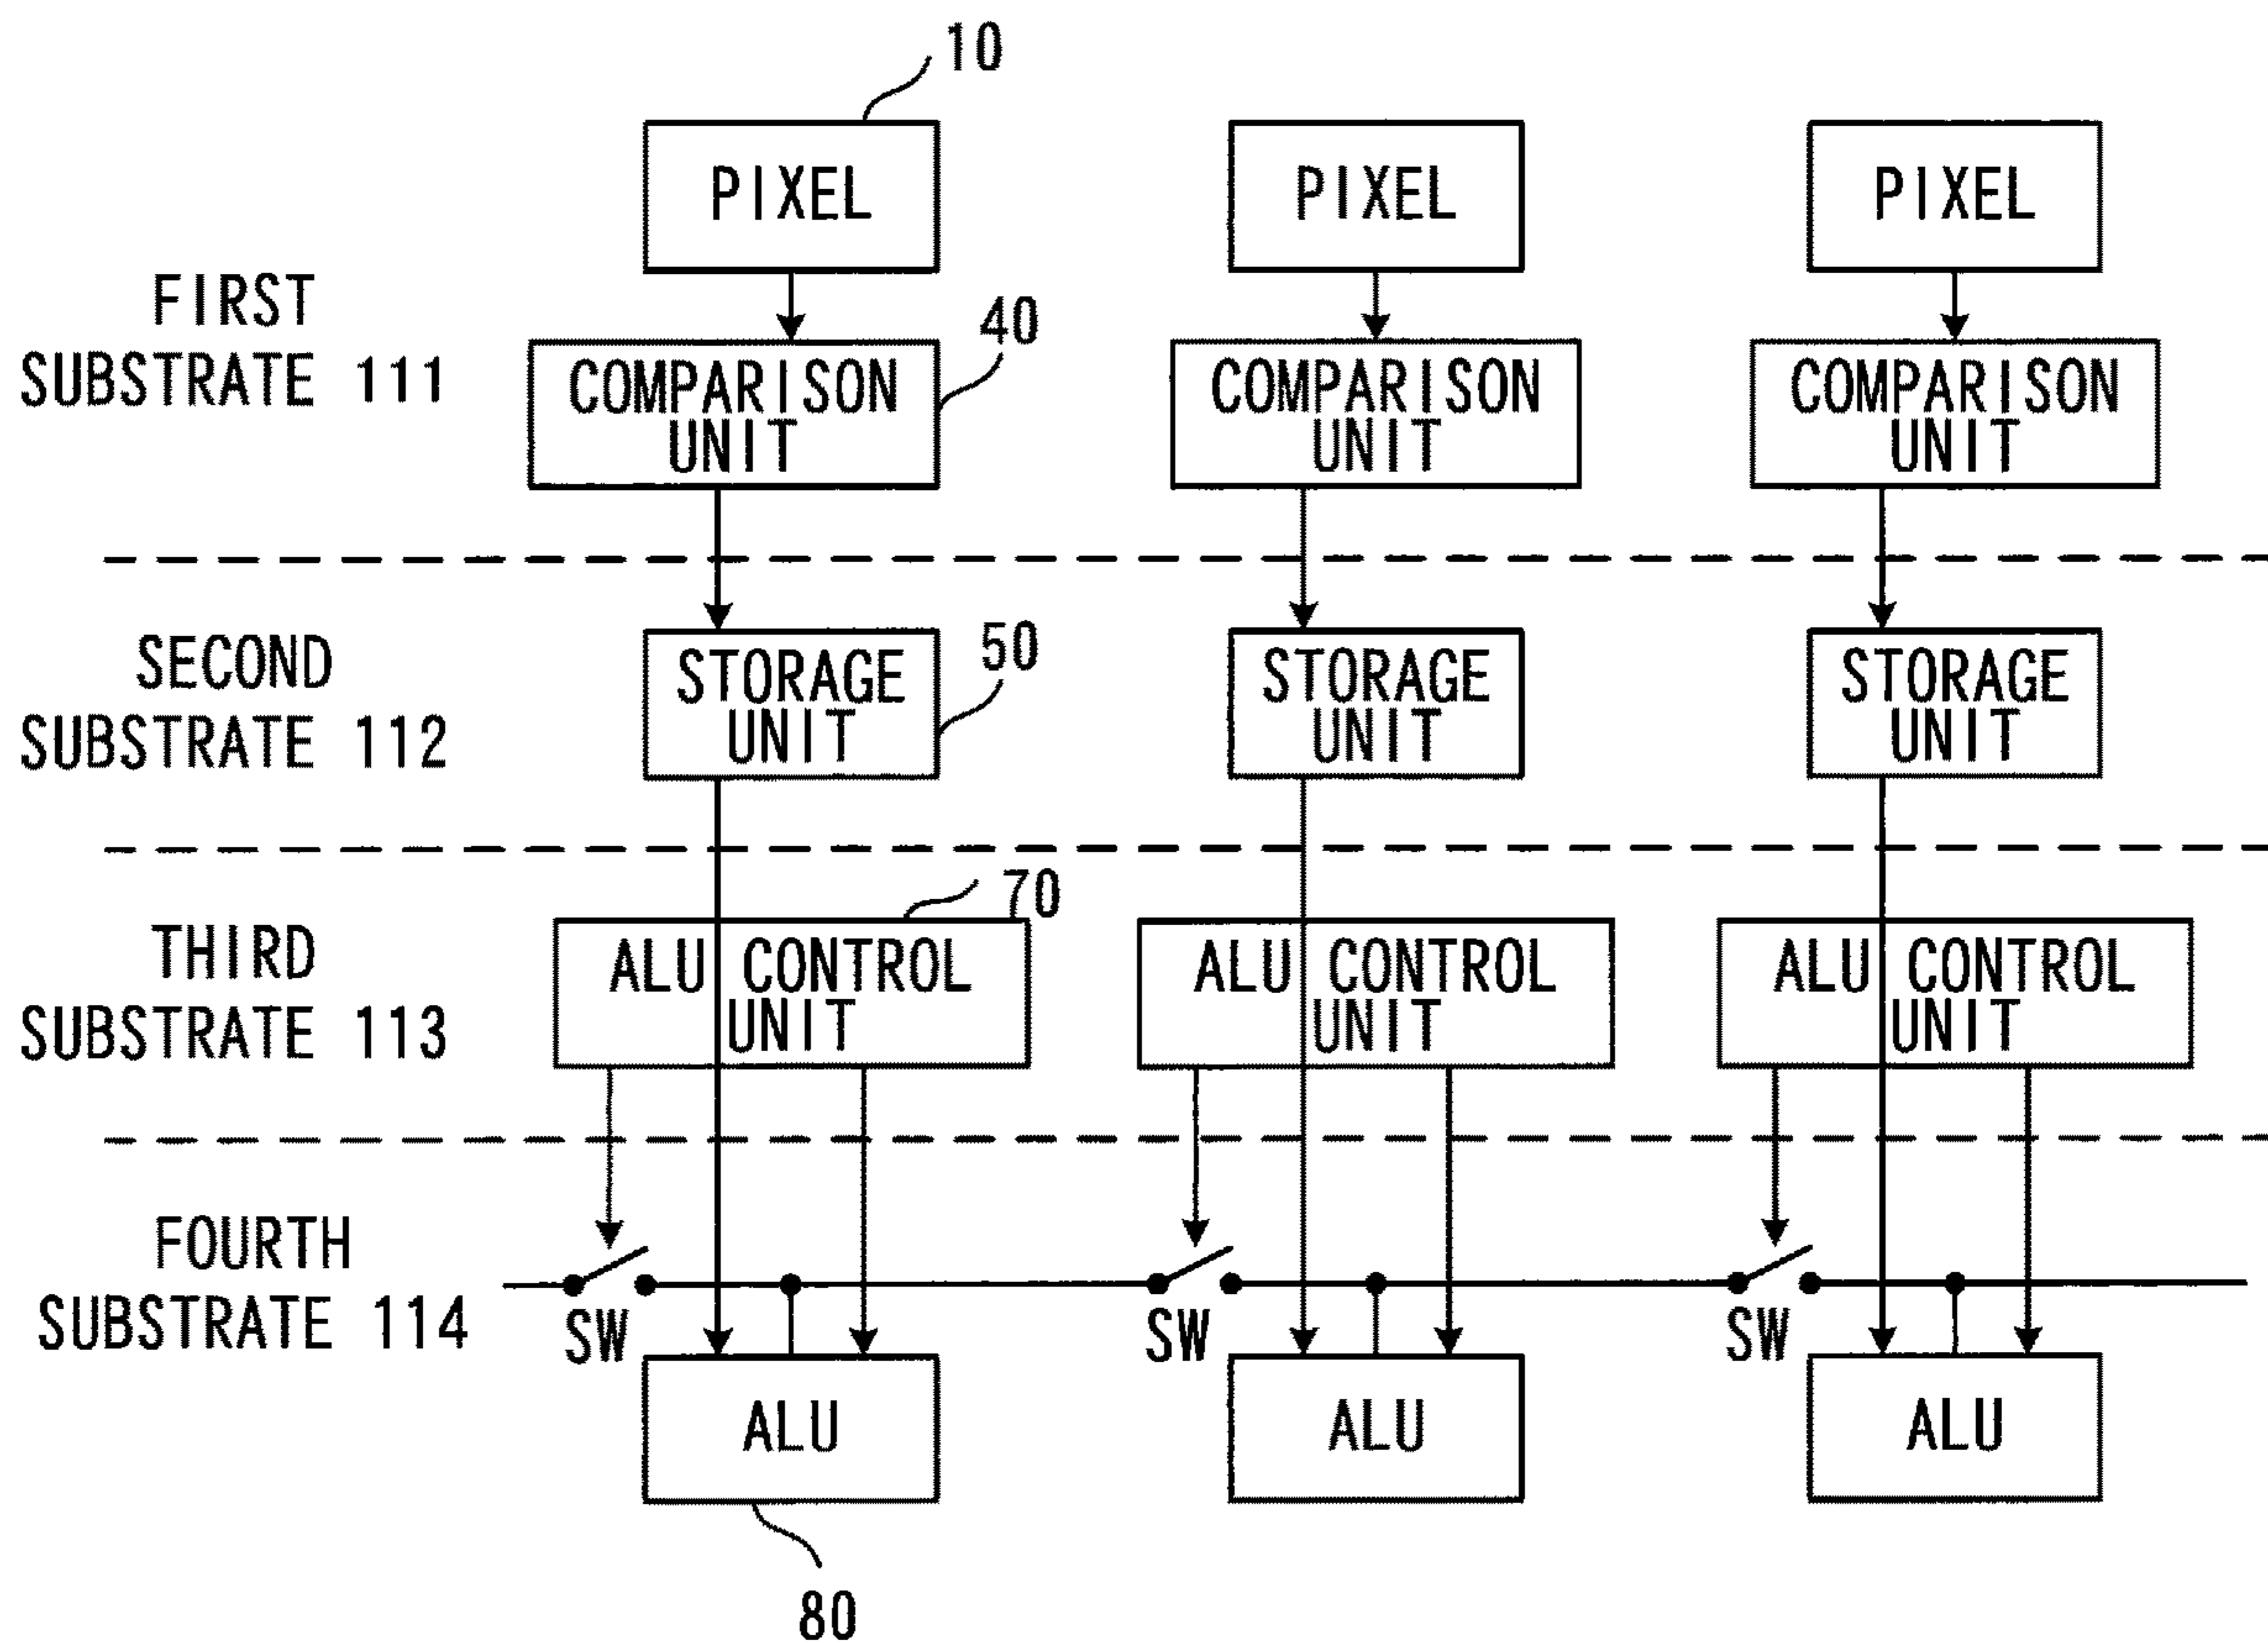 10
PIXEL PIXEL PIXEL
FIRST
SUBSTRATE 111
40
COMPARISON
UNIT
COMPARISON
UNIT
COMPARISON
UNIT
SECOND
SUBSTRATE 112
50
STORAGE
UNIT
STORAGE
UNIT
STORAGE
UNIT
THIRD
SUBSTRATE 113
70
ALU CONTROL
UNIT
ALU CONTROL
UNIT
ALU CONTROL
UNIT
FOURTH
SUBSTRATE 114
SW SW SW
ALU ALU ALU
80